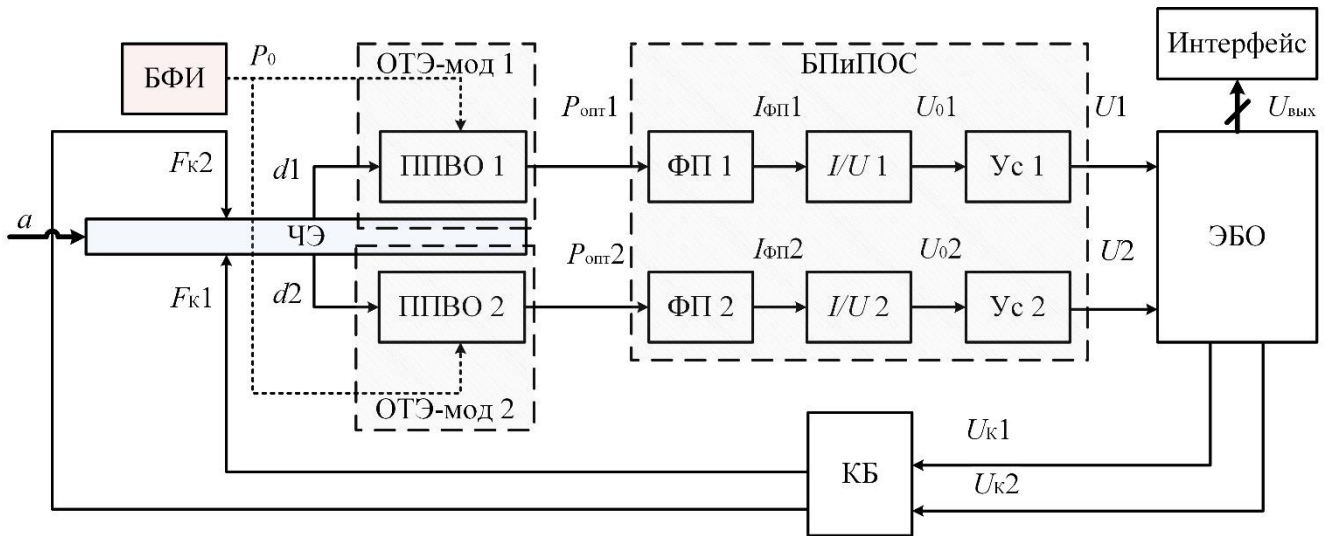 Интерфейс
P₀
ОТЭ-мод 1
БПиПОС
БФИ
Pопт1
IФП1
U₀1
U1
Uвых
Fк2
d1
ППВО 1
ФП 1
I/U 1
Ус 1
a
ЧЭ
ЭБО
Pопт2
IФП2
U₀2
U2
Fк1
d2
ППВО 2
ФП 2
I/U 2
Ус 2
ОТЭ-мод 2
Uк1
КБ
Uк2